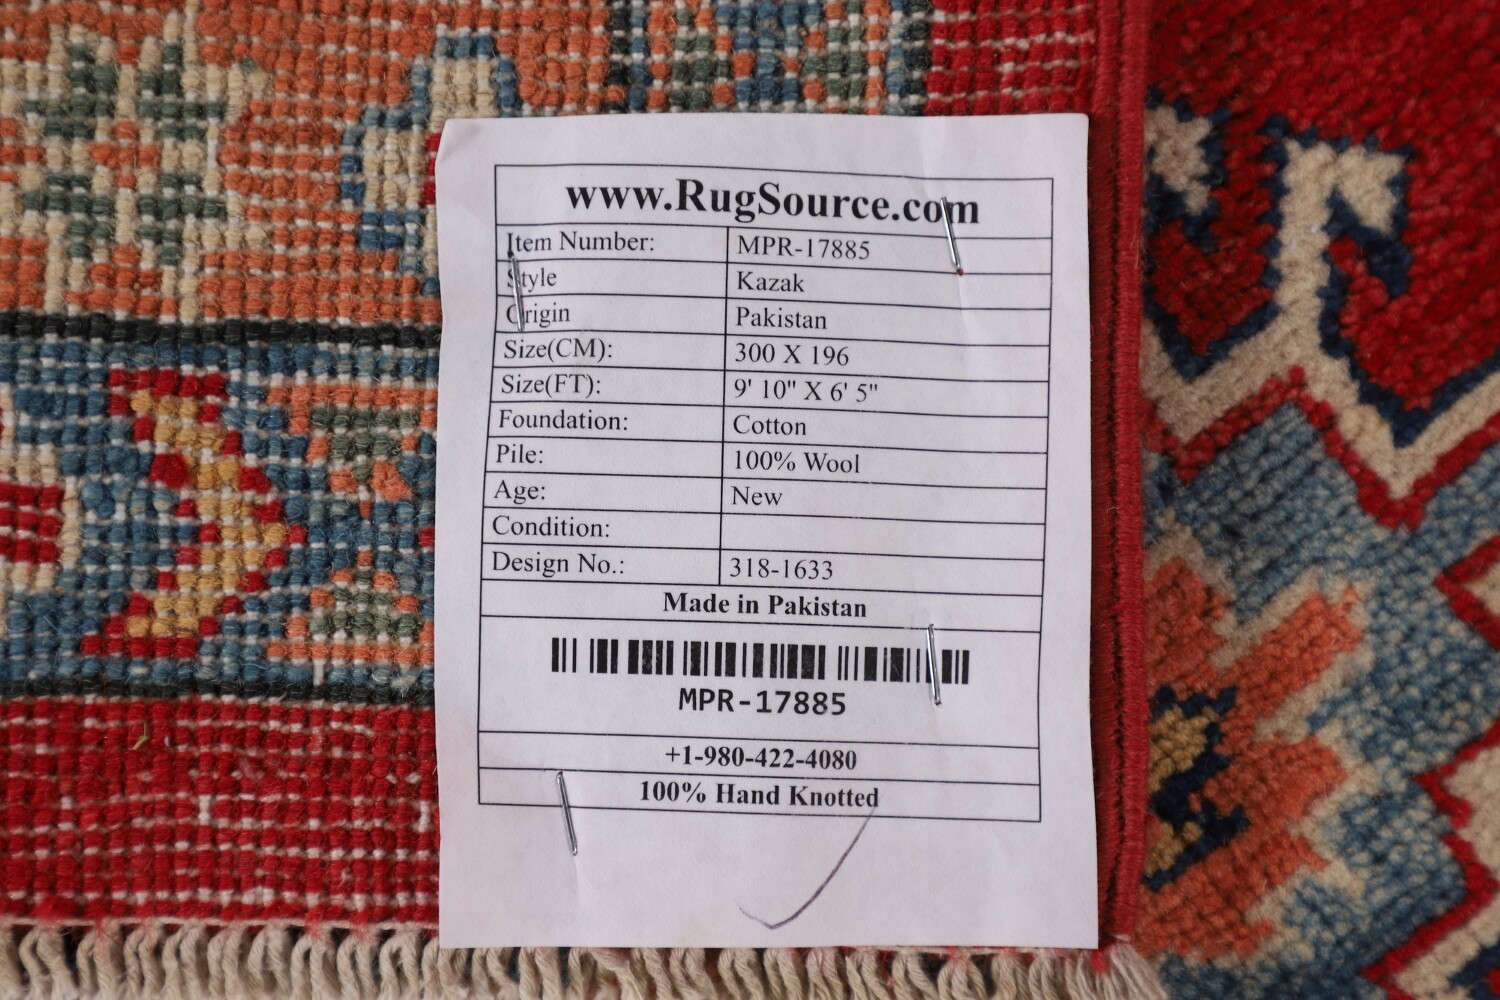 www.RugSource.com
Item Number: MPR-17885
Style Kazak
Origin Pakistan
Size(CM): 300 X 196
Size(FT): 9' 10" X 6' 5"
Foundation: Cotton
Pile: 100% Wool
Age: New
Condition:
Design No.: 318-1633
Made in Pakistan
MPR-17885
+1-980-422-4080
100% Hand Knotted